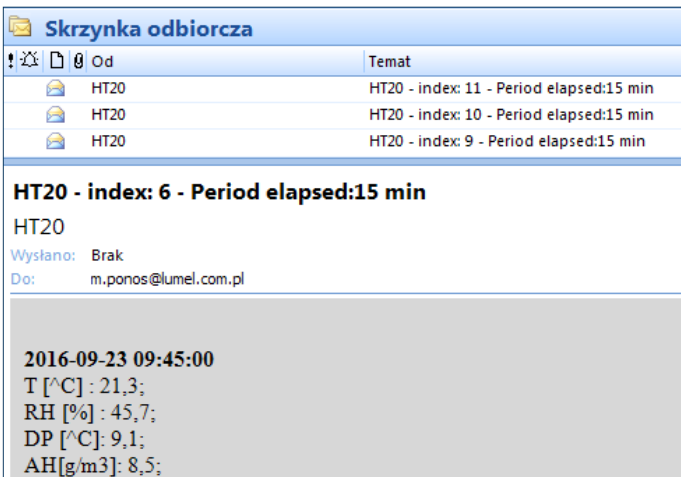 Skrzynka odbiorcza
! Od Temat
HT20 HT20 - index: 11 - Period elapsed:15 min
HT20 HT20 - index: 10 - Period elapsed:15 min
HT20 HT20 - index: 9 - Period elapsed:15 min
HT20 - index: 6 - Period elapsed:15 min
HT20
Wysłano: Brak
Do: m.ponos@lumel.com.pl
2016-09-23 09:45:00
T [^C] : 21,3;
RH [%] : 45,7;
DP [^C]: 9,1;
AH[g/m3]: 8,5;